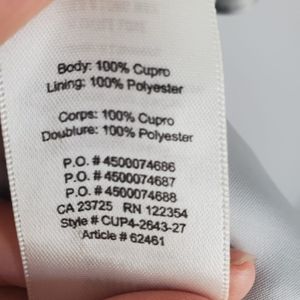 Body: 100% Cupro
Lining: 100% Polyester
Corps: 100% Cupro
Doublure: 100% Polyester
P.O. # 4500074686
P.O. # 4500074687
P.O. # 4500074688
CA 23725 RN 122354
Style # CUP4-2643-27
Article # 62461